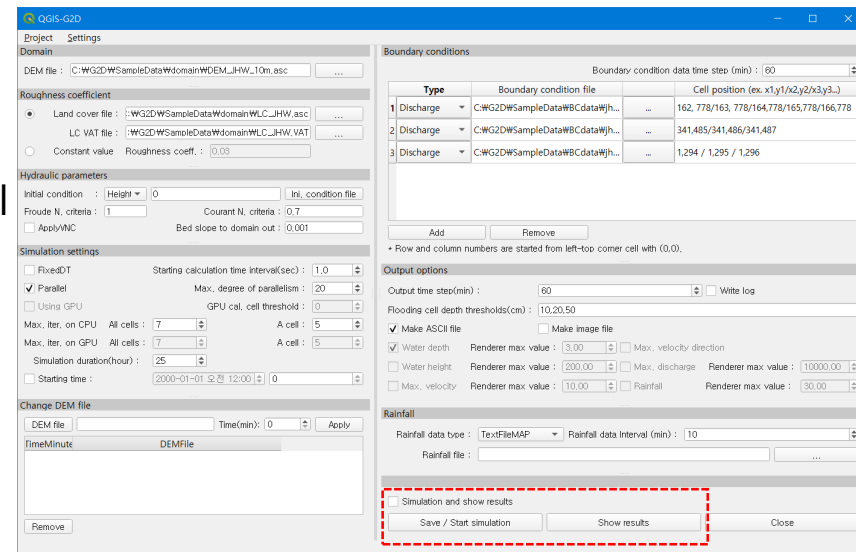 QGIS-G2D
Project Settings
Domain
DEM file : C:₩G2D₩SampleData₩domain₩DEM_JHW_10m.asc ...
Roughness coefficient
Land cover file : :₩G2D₩SampleData₩domain₩LC_JHW.asc ...
LC VAT file : :₩G2D₩SampleData₩domain₩LC_JHW.VAT ...
Constant value Roughness coeff. : 0.03
Hydraulic parameters
Initial condition : Height 0 Ini. condition file
Froude N. criteria : 1 Courant N. criteria : 0.7
ApplyVNC Bed slope to domain out : 0.001
Simulation settings
FixedDT Starting calculation time interval(sec) : 1.0
Parallel Max. degree of parallelism : 20
Using GPU GPU cal. cell threshold : 0
Max. iter. on CPU All cells : 7 A cell : 5
Max. iter. on GPU All cells : 7 A cell : 5
Simulation duration(hour) : 25
Starting time : 2000-01-01 오전 12:00 0
Change DEM file
DEM file Time(min): 0 Apply
TimeMinute DEMFile
Remove
Boundary conditions
Boundary condition data time step (min) : 60
Type Boundary condition file Cell position (ex. x1,y1/x2,y2/x3,y3...)
1 Discharge C:₩G2D₩SampleData₩BCdata₩jh... ... 162, 778/163, 778/164,778/165,778/166,778
2 Discharge C:₩G2D₩SampleData₩BCdata₩jh... ... 341,485/341,486/341,487
3 Discharge C:₩G2D₩SampleData₩BCdata₩jh... ... 1,294 / 1,295 / 1,296
Add Remove
* Row and column numbers are started from left-top corner cell with (0,0).
Output options
Output time step(min) : 60 Write log
Flooding cell depth thresholds(cm) : 10,20,50
Make ASCII file Make image file
Water depth Renderer max value : 3.00 Max. velocity direction
Water height Renderer max value : 200.00 Max. discharge Renderer max value : 10000.00
Max. velocity Renderer max value : 10.00 Rainfall Renderer max value : 30.00
Rainfall
Rainfall data type : TextFileMAP Rainfall data Interval (min) : 10
Rainfall file : ...
Simulation and show results
Save / Start simulation Show results Close